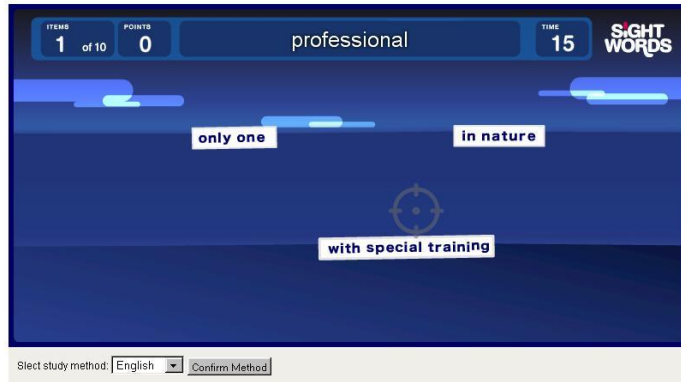 ITEMS
1 of 10
POINTS
0
professional
TIME
15
SIGHT
WORDS
only one
in nature
with special training
Slect study method: English Confirm Method